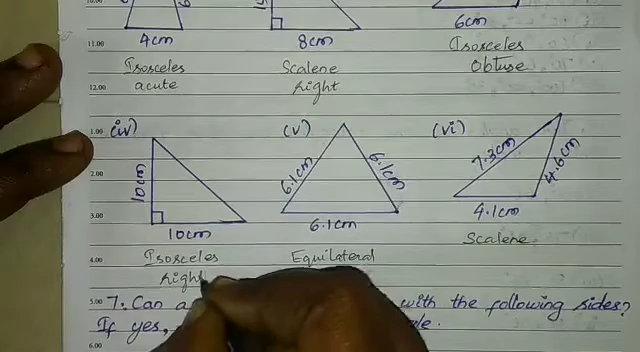 4cm 8cm 6cm
11.00
Isosceles Scalene Isosceles
acute right Obtuse
12.00
(iv) (v) (vi)
1.00
10cm 6.1cm 6.1cm 7.3cm 4.6cm
2.00
10cm 6.1cm 4.1cm
3.00
Isosceles Equilateral Scalene
4.00
right
5.00 7. Can a with the following sides?
If yes,
6.00